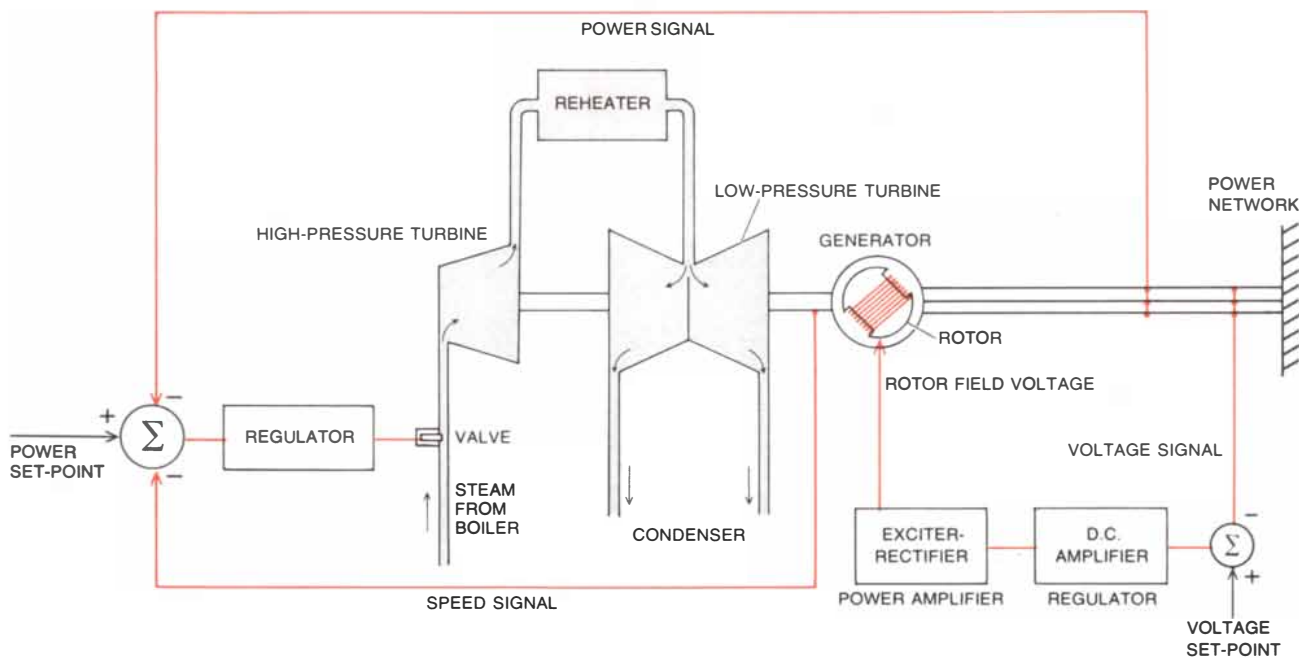 POWER SIGNAL
REHEATER
LOW-PRESSURE TURBINE
POWER
NETWORK
HIGH-PRESSURE TURBINE
GENERATOR
ROTOR
ROTOR FIELD VOLTAGE
−
+
Σ
−
POWER
SET-POINT
REGULATOR
VALVE
STEAM
FROM
BOILER
CONDENSER
VOLTAGE SIGNAL
EXCITER-
RECTIFIER
POWER AMPLIFIER
D.C.
AMPLIFIER
REGULATOR
−
Σ
+
SPEED SIGNAL
VOLTAGE
SET-POINT